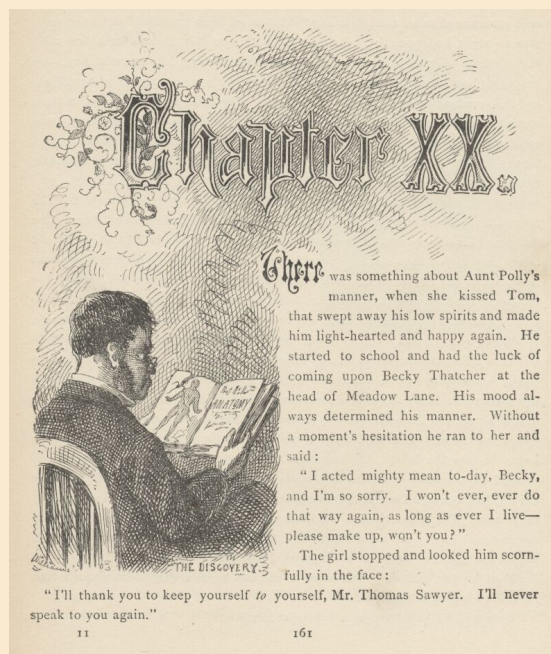 Chapter XX.
There was something about Aunt Polly's
manner, when she kissed Tom,
that swept away his low spirits and made
him light-hearted and happy again. He
started to school and had the luck of
coming upon Becky Thatcher at the
head of Meadow Lane. His mood al-
ways determined his manner. Without
a moment's hesitation he ran to her and
said:
"I acted mighty mean to-day, Becky,
and I'm so sorry. I won't ever, ever do
that way again, as long as ever I live—
please make up, won't you?"
The girl stopped and looked him scorn-
fully in the face:
ANATOMY
THE DISCOVERY.
"I'll thank you to keep yourself to yourself, Mr. Thomas Sawyer. I'll never
speak to you again."
11 161